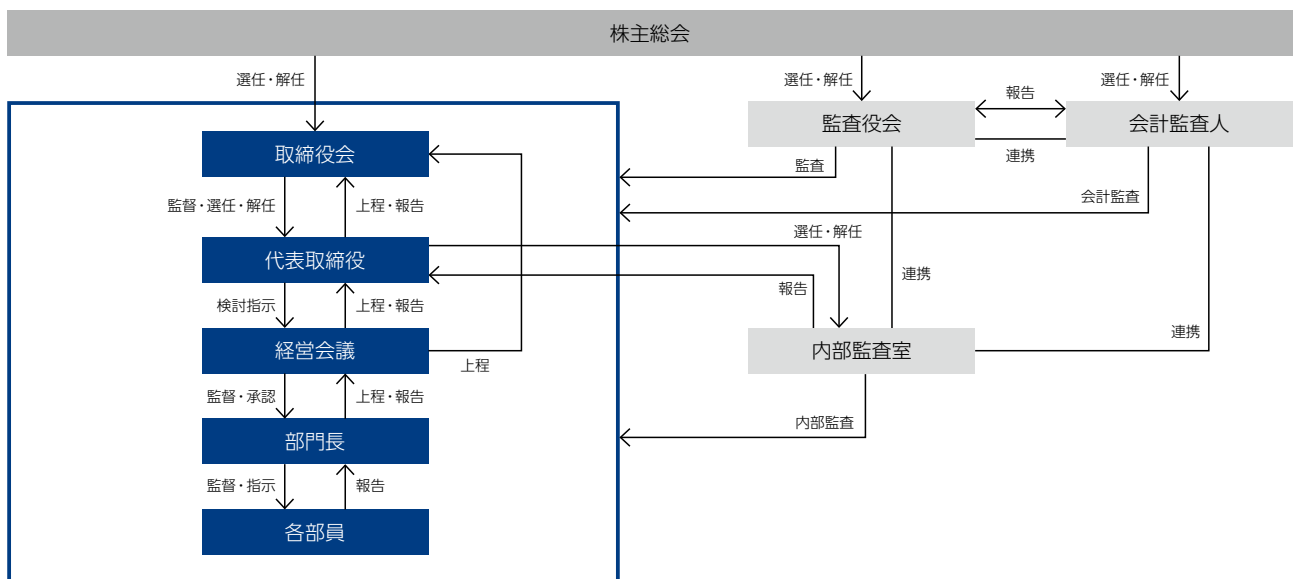 株主総会
選任・解任
選任・解任
選任・解任
報告
監査役会
会計監査人
連携
取締役会
監査
会計監査
監督・選任・解任
上程・報告
選任・解任
代表取締役
連携
報告
検討指示
上程・報告
連携
経営会議
内部監査室
上程
監督・承認
上程・報告
内部監査
部門長
監督・指示
報告
各部員